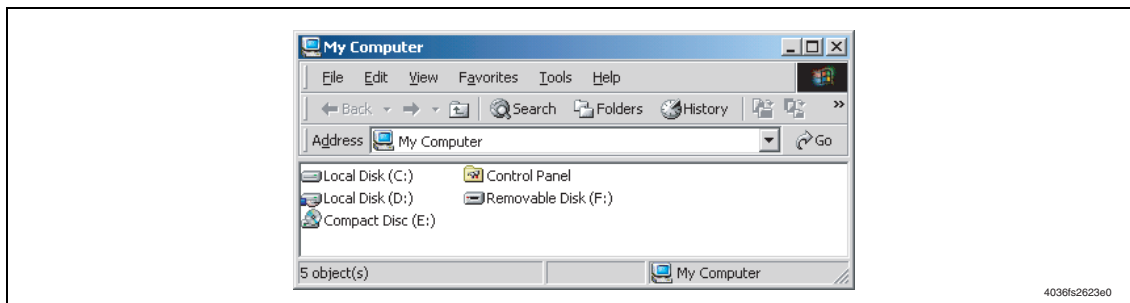 My Computer
File Edit View Favorites Tools Help
Back Search Folders History »
Address My Computer Go
Local Disk (C:) Control Panel
Local Disk (D:) Removable Disk (F:)
Compact Disc (E:)
5 object(s) My Computer
4036fs2623e0